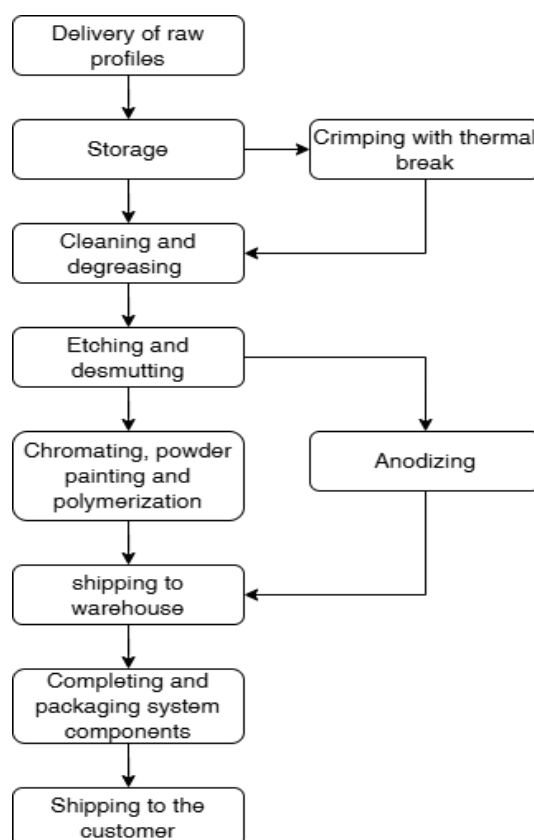 Delivery of raw
profiles
Storage
Crimping with thermal
break
Cleaning and
degreasing
Etching and
desmutting
Chromating, powder
painting and
polymerization
Anodizing
shipping to
warehouse
Completing and
packaging system
components
Shipping to the
customer